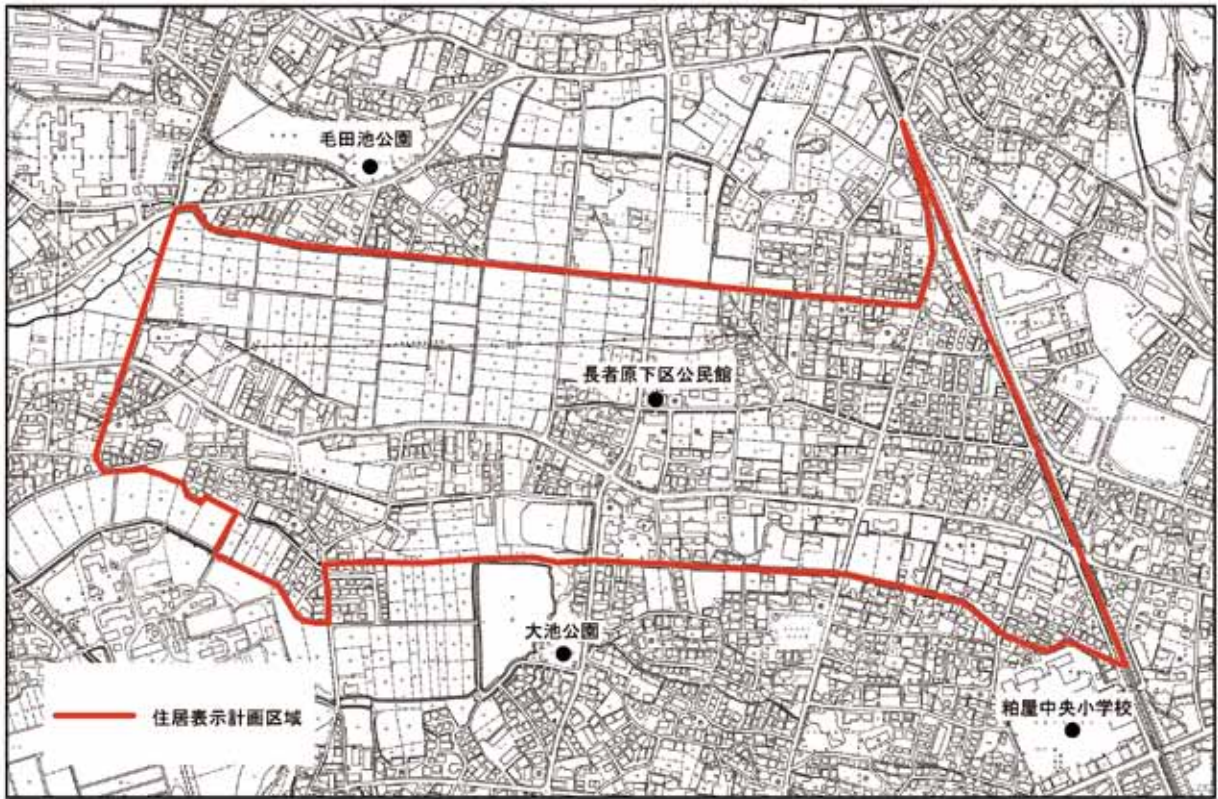 毛田池公園
長者原下区公民館
大池公園
住居表示計画区域
粕屋中央小学校